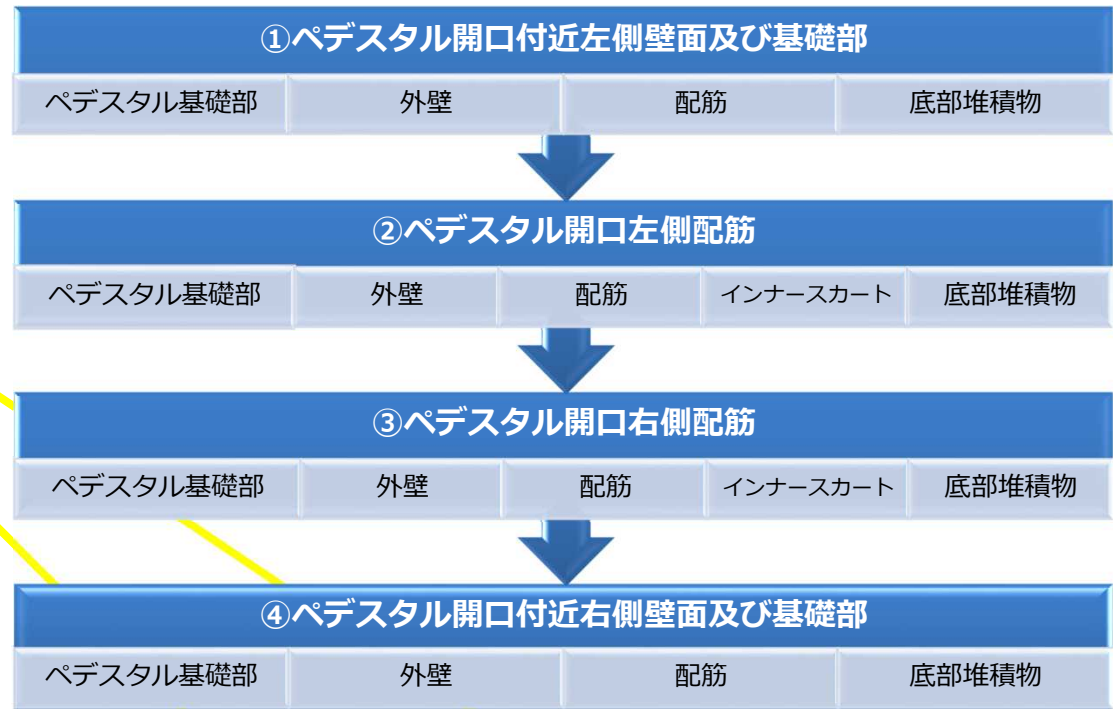 ①ペデスタル開口付近左側壁面及び基礎部
ペデスタル基礎部 外壁 配筋 底部堆積物
②ペデスタル開口左側配筋
ペデスタル基礎部 外壁 配筋 インナースカート 底部堆積物
③ペデスタル開口右側配筋
ペデスタル基礎部 外壁 配筋 インナースカート 底部堆積物
④ペデスタル開口付近右側壁面及び基礎部
ペデスタル基礎部 外壁 配筋 底部堆積物